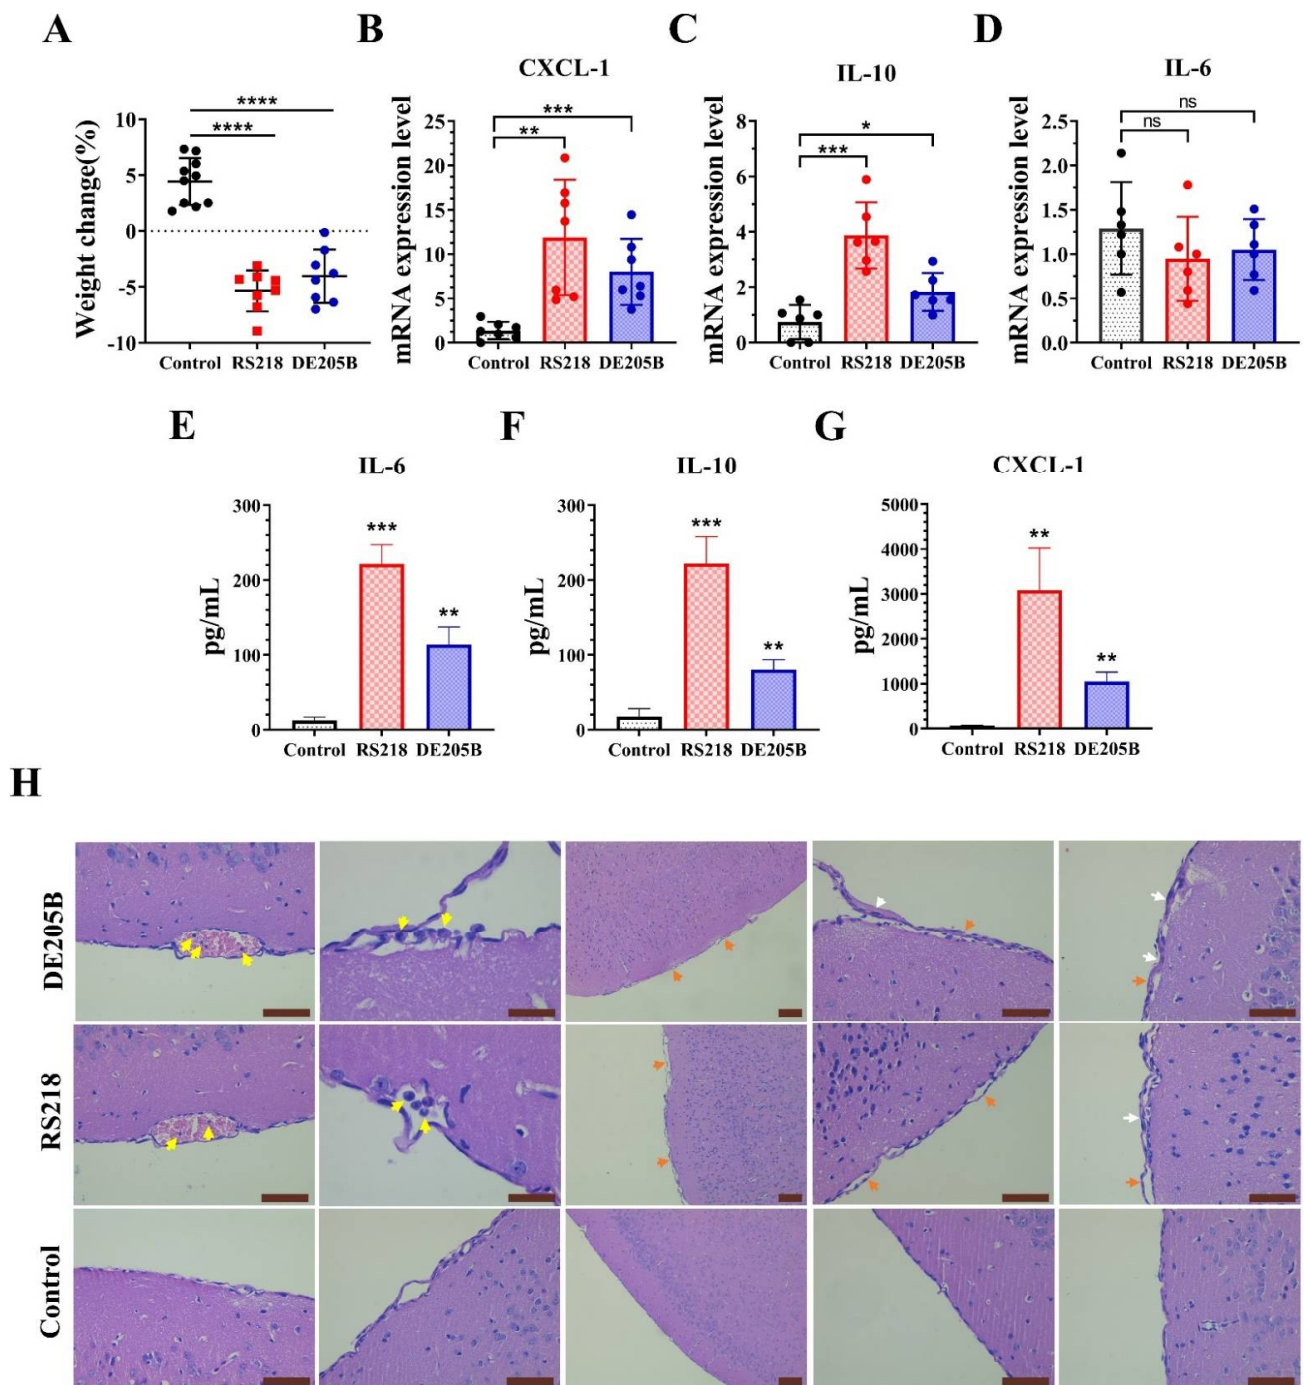 A
Weight change(%)
10
5
0
-5
-10
****
****
Control RS218 DE205B
B
CXCL-1
mRNA expression level
25
20
15
10
5
0
***
**
Control RS218 DE205B
C
IL-10
mRNA expression level
8
6
4
2
0
*
***
Control RS218 DE205B
D
IL-6
mRNA expression level
2.5
2.0
1.5
1.0
0.5
0.0
ns
ns
Control RS218 DE205B
E
IL-6
pg/mL
300
200
100
0
***
**
Control RS218 DE205B
F
IL-10
pg/mL
300
200
100
0
***
**
Control RS218 DE205B
G
CXCL-1
pg/mL
5000
4000
3000
2000
1000
0
**
**
Control RS218 DE205B
H
DE205B
RS218
Control